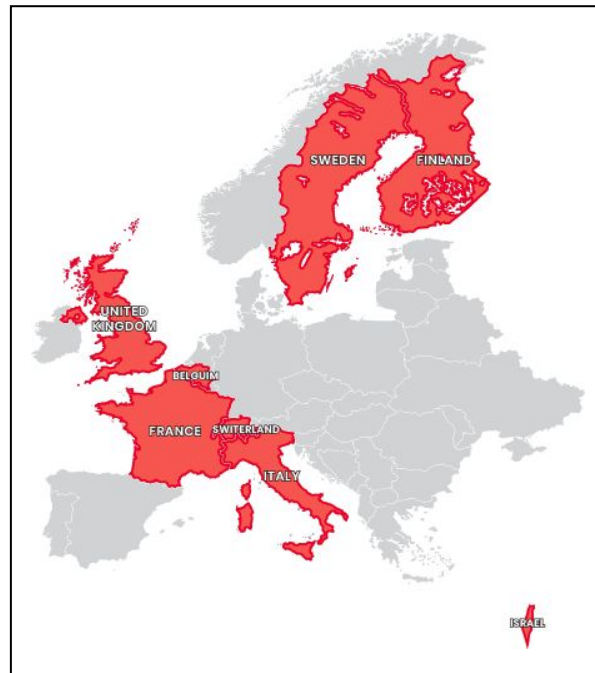 SWEDEN
FINLAND
UNITED
KINGDOM
BELGUIM
FRANCE
SWITERLAND
ITALY
ISRAEL